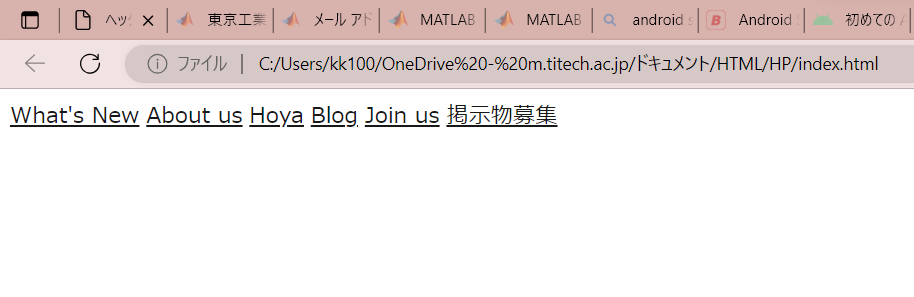 ヘッ 東京工業 メール アド MATLAB MATLAB android s Android 初めての A
ファイル | C:/Users/kk100/OneDrive%20-%20m.titech.ac.jp/ドキュメント/HTML/HP/index.html
What's New About us Hoya Blog Join us 掲示物募集